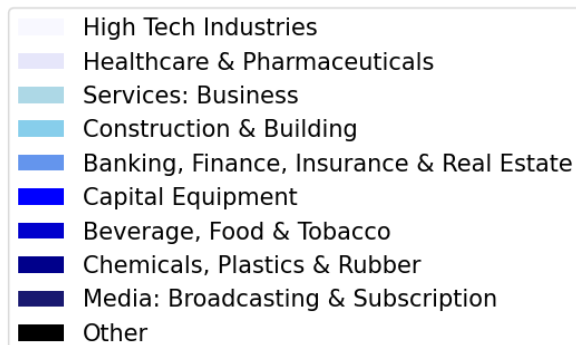 High Tech Industries
Healthcare & Pharmaceuticals
Services: Business
Construction & Building
Banking, Finance, Insurance & Real Estate
Capital Equipment
Beverage, Food & Tobacco
Chemicals, Plastics & Rubber
Media: Broadcasting & Subscription
Other